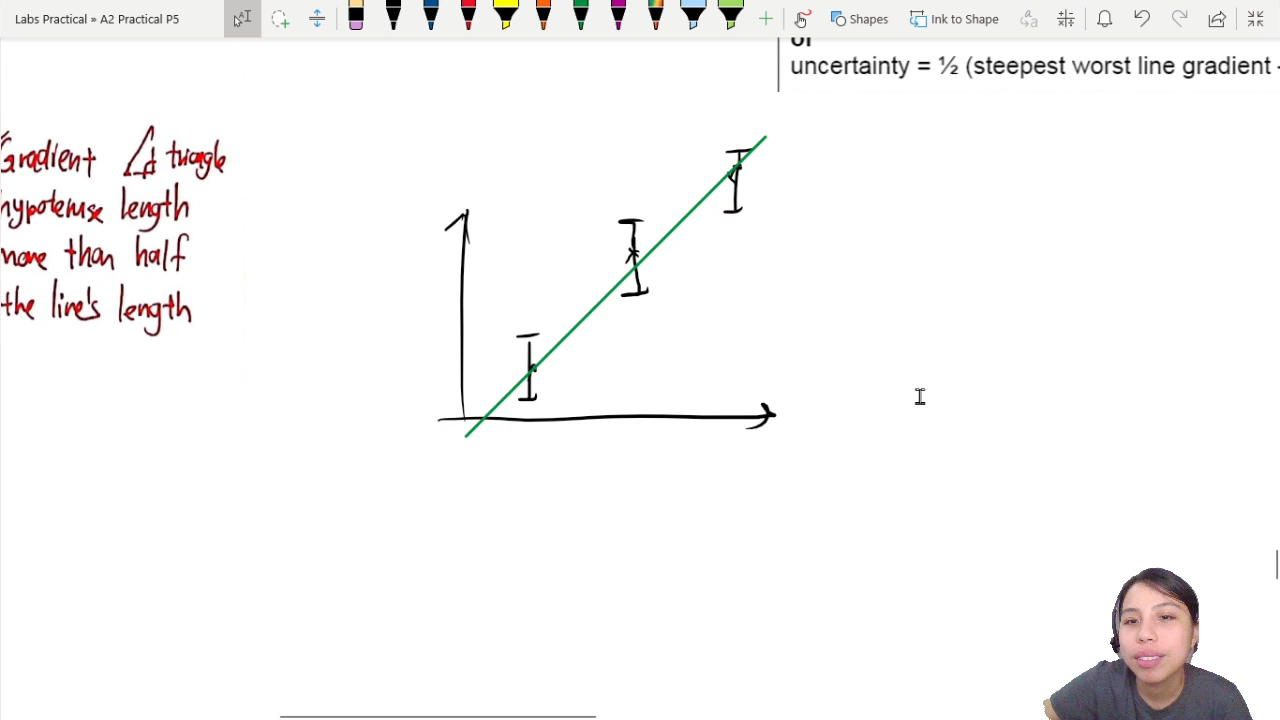 Labs Practical » A2 Practical P5
Shapes
Ink to Shape
or
uncertainty = ½ (steepest worst line gradient -
Gradient triangle
hypotenuse length
more than half
the line's length